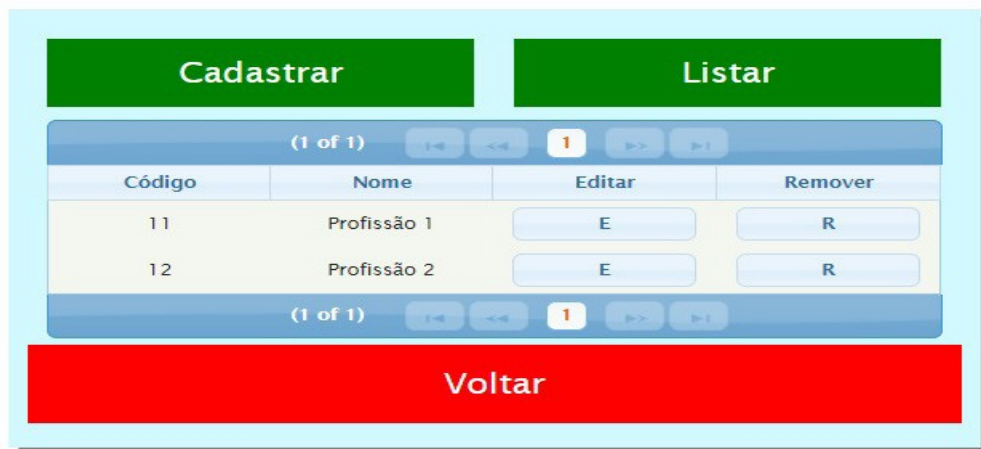 Cadastrar Listar
(1 of 1) 1
Código Nome Editar Remover
11 Profissão 1 E R
12 Profissão 2 E R
(1 of 1) 1
Voltar